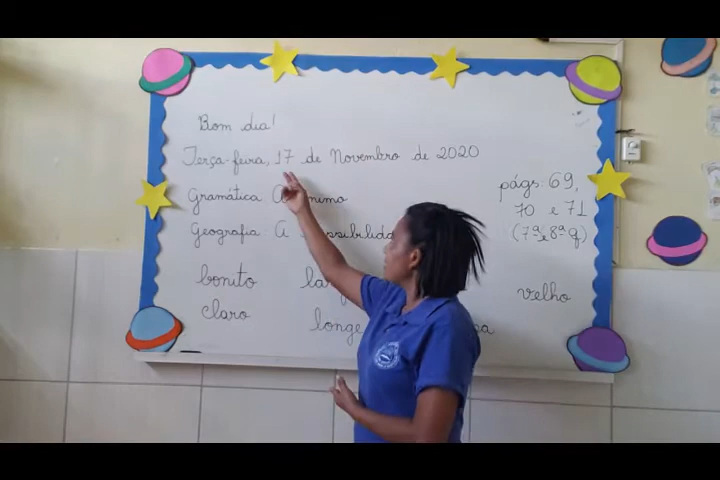 Bom dia!
Terça-feira, 17 de Novembro de 2020
Gramática
Geografia A
págs: 69,
70 e 71
(7ª e 8ª q)
bonito velho
claro longe